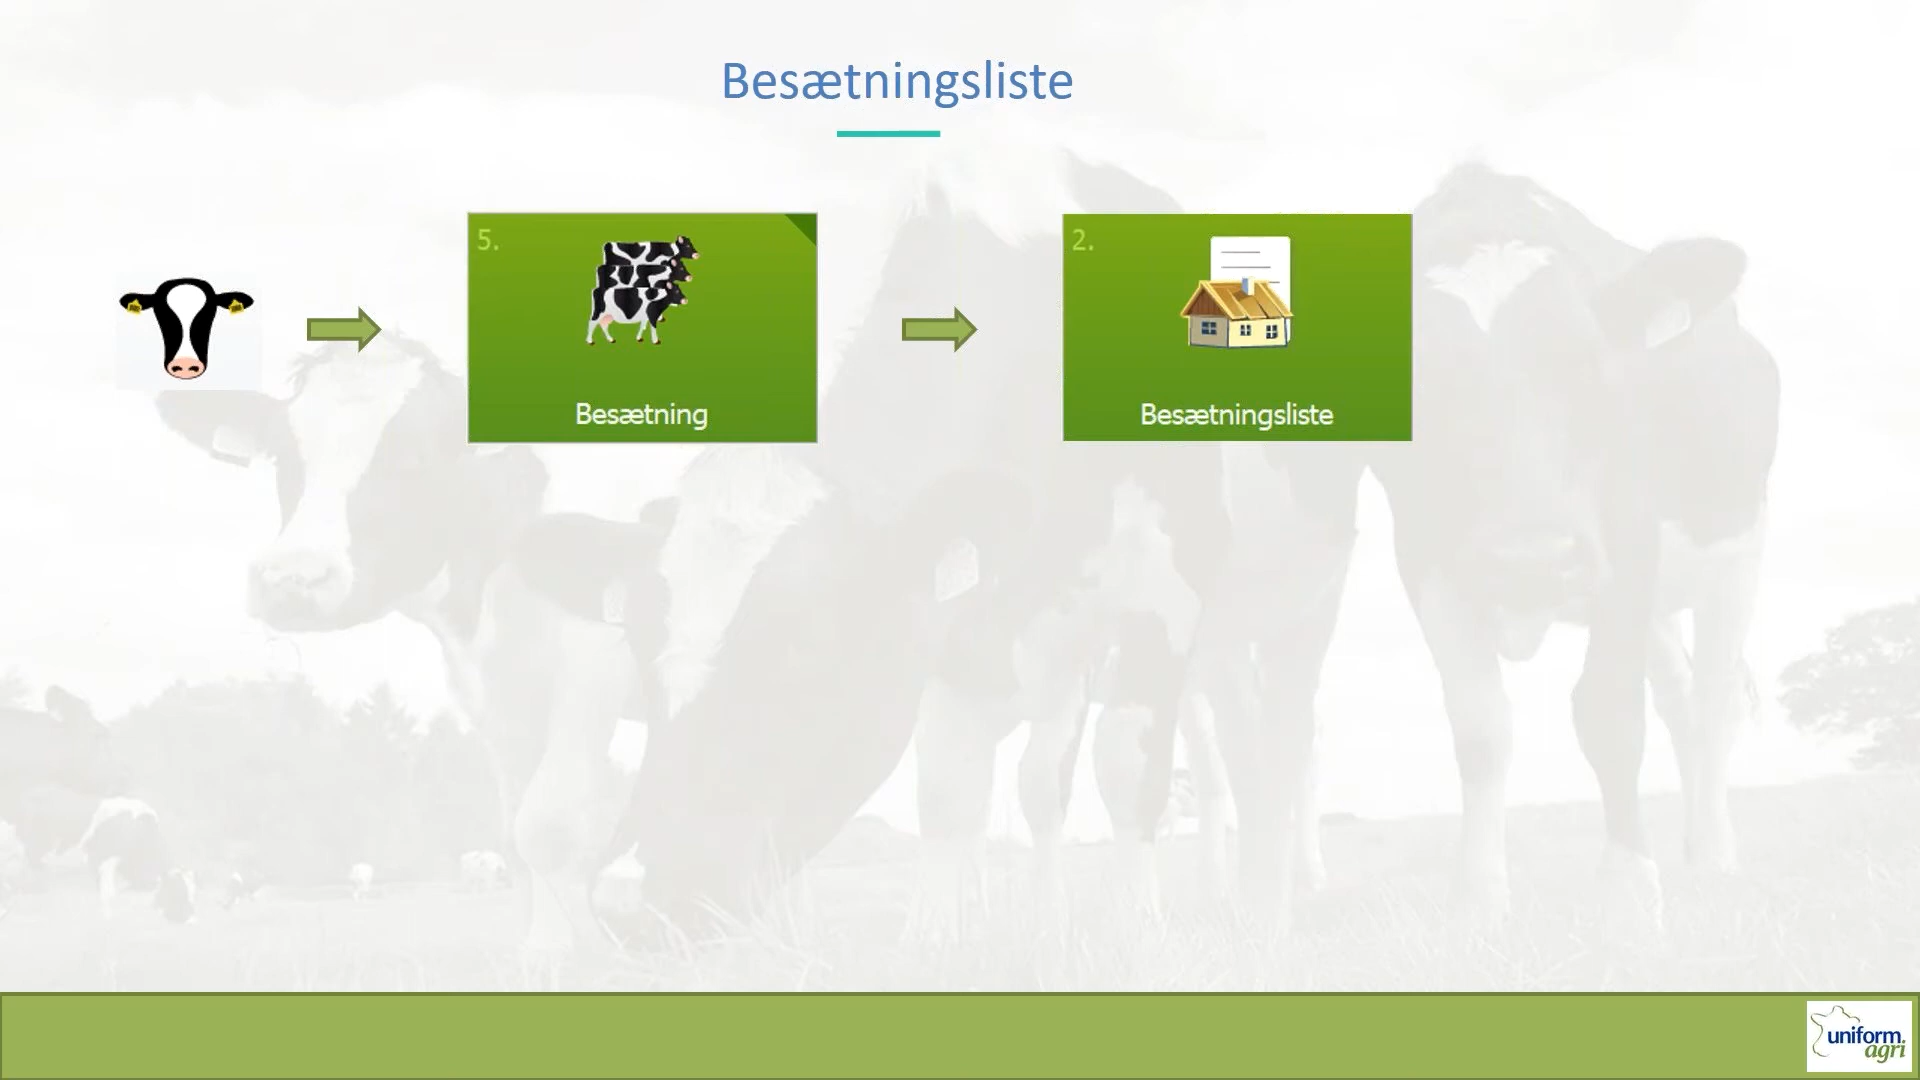 Besætningsliste
5.
Besætning
2.
Besætningsliste
uniform
agri